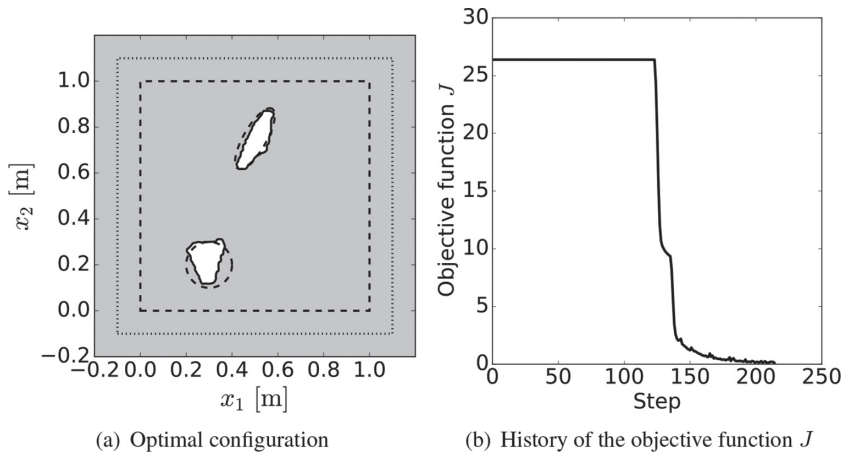 1.0
0.8
0.6
0.4
0.2
0.0
−0.2
x₂ [m]
−0.2 0.0 0.2 0.4 0.6 0.8 1.0
x₁ [m]
(a) Optimal configuration
30
25
20
15
10
5
0
Objective function J
0 50 100 150 200 250
Step
(b) History of the objective function J